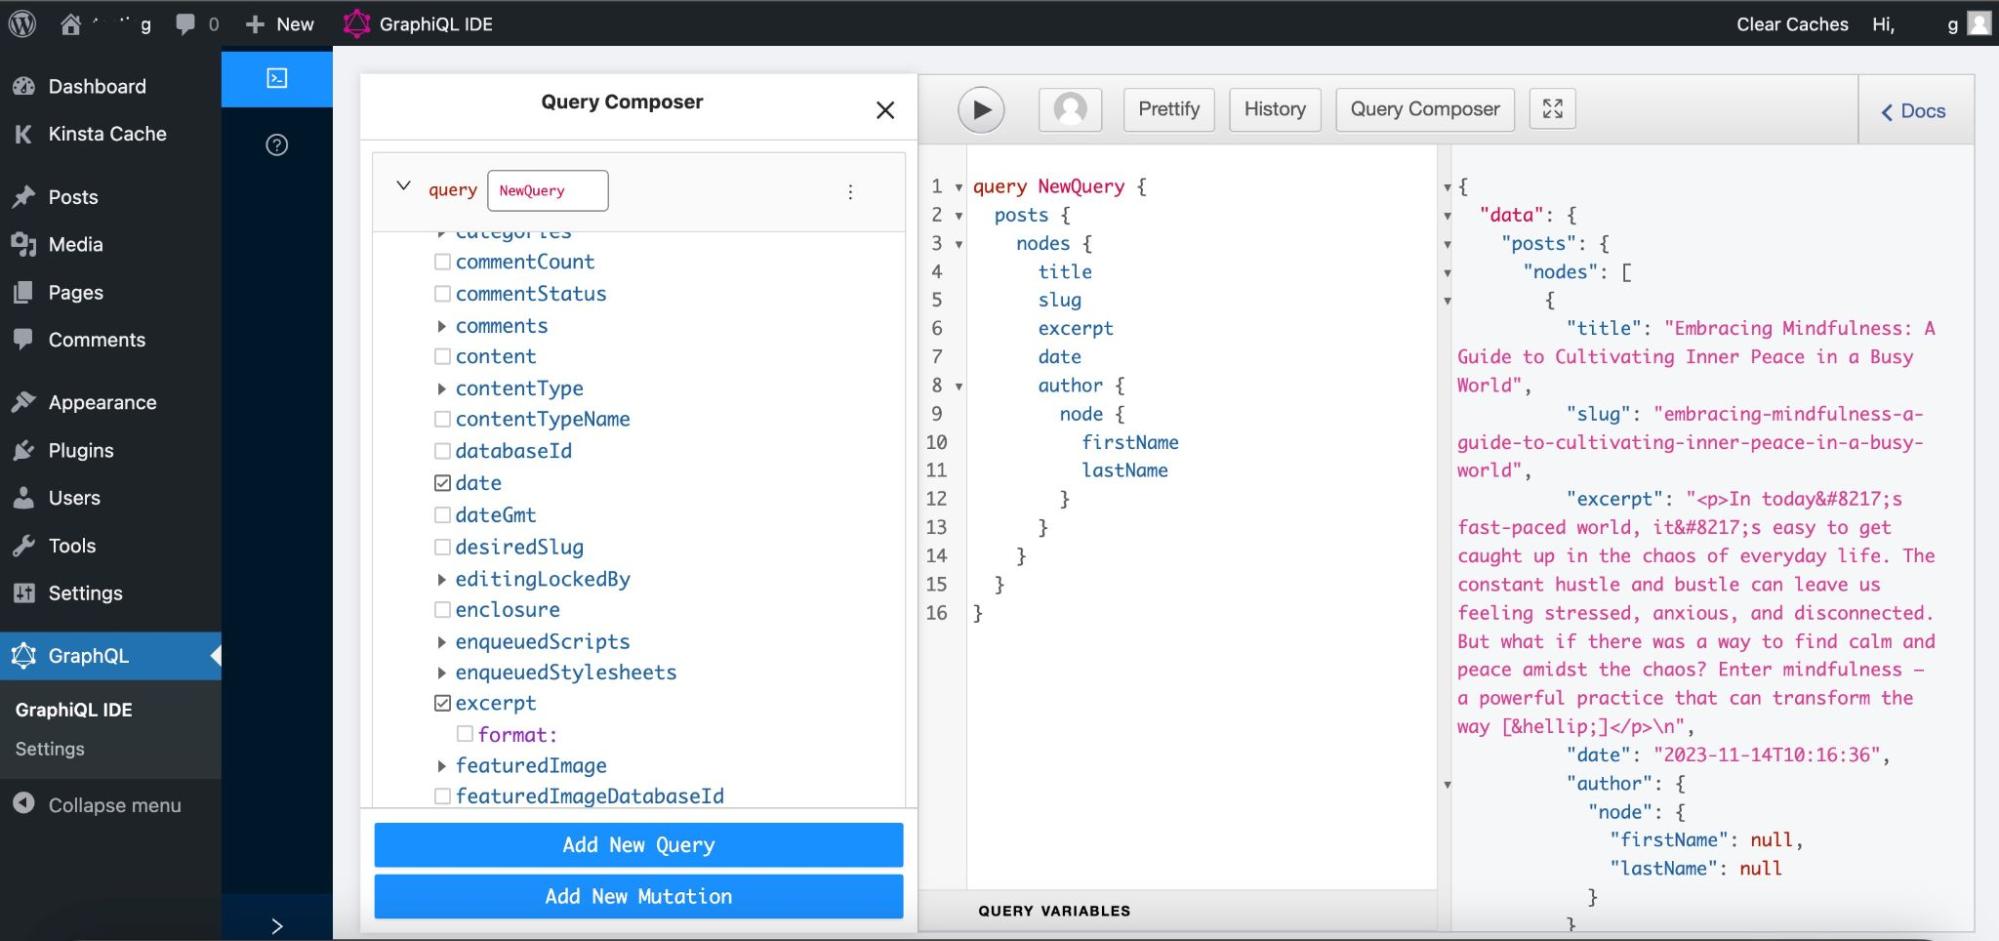 g
0
New
GraphiQL IDE
Clear Caches
Hi,
g
Dashboard
Kinsta Cache
Posts
Media
Pages
Comments
Appearance
Plugins
Users
Tools
Settings
GraphQL
GraphiQL IDE
Settings
Collapse menu
Query Composer
query NewQuery
categories
commentCount
commentStatus
comments
content
contentType
contentTypeName
databaseId
date
dateGmt
desiredSlug
editingLockedBy
enclosure
enqueuedScripts
enqueuedStylesheets
excerpt
format:
featuredImage
featuredImageDatabaseId
Add New Query
Add New Mutation
Prettify
History
Query Composer
Docs
1 query NewQuery {
2 posts {
3 nodes {
4 title
5 slug
6 excerpt
7 date
8 author {
9 node {
10 firstName
11 lastName
12 }
13 }
14 }
15 }
16 }
QUERY VARIABLES
{
"data": {
"posts": {
"nodes": [
{
"title": "Embracing Mindfulness: A
Guide to Cultivating Inner Peace in a Busy
World",
"slug": "embracing-mindfulness-a-
guide-to-cultivating-inner-peace-in-a-busy-
world",
"excerpt": "<p>In today&#8217;s
fast-paced world, it&#8217;s easy to get
caught up in the chaos of everyday life. The
constant hustle and bustle can leave us
feeling stressed, anxious, and disconnected.
But what if there was a way to find calm and
peace amidst the chaos? Enter mindfulness –
a powerful practice that can transform the
way [&hellip;]</p>\n",
"date": "2023-11-14T10:16:36",
"author": {
"node": {
"firstName": null,
"lastName": null
}
}